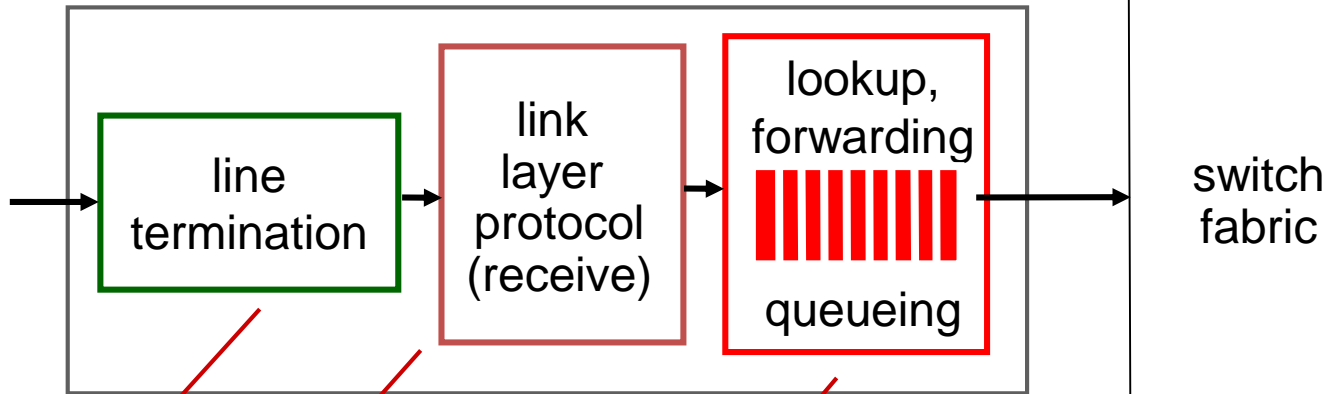 line
termination
link
layer
protocol
(receive)
lookup,
forwarding
queueing
switch
fabric